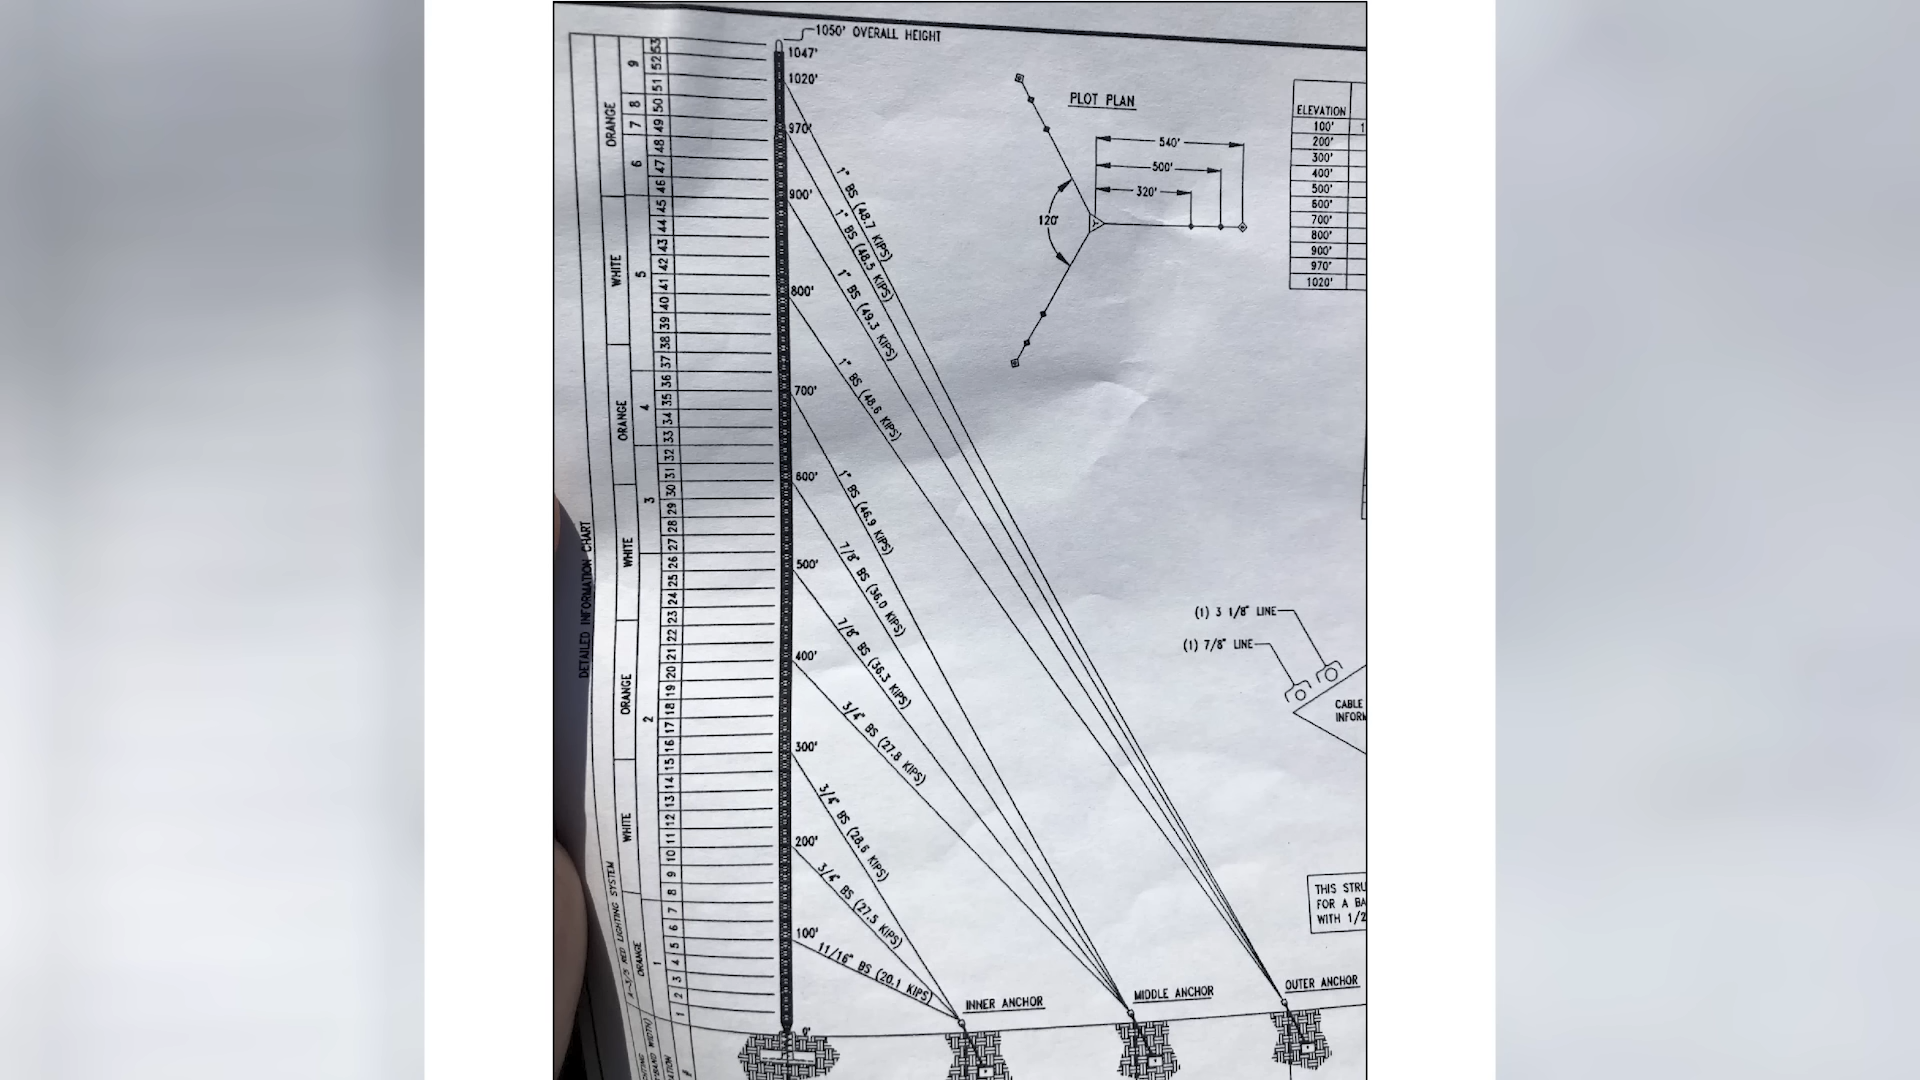 1050' OVERALL HEIGHT
1047'
1020'
970'
900'
800'
700'
600'
500'
400'
300'
200'
100'
0'
1" BS (48.7 KIPS)
1" BS (48.5 KIPS)
1" BS (49.3 KIPS)
1" BS (48.6 KIPS)
1" BS (46.9 KIPS)
7/8" BS (36.0 KIPS)
7/8" BS (36.3 KIPS)
3/4" BS (27.8 KIPS)
3/4" BS (28.6 KIPS)
3/4" BS (27.5 KIPS)
11/16" BS (20.1 KIPS)
INNER ANCHOR
MIDDLE ANCHOR
OUTER ANCHOR
PLOT PLAN
540'
500'
320'
120'
ELEVATION
100' 1
200'
300'
400'
500'
600'
700'
800'
900'
970'
1020'
(1) 3 1/8" LINE
(1) 7/8" LINE
CABLE
INFORM
THIS STRU
FOR A BA
WITH 1/2
DETAILED INFORMATION CHART
RED LIGHTING SYSTEM
ORANGE WHITE ORANGE WHITE ORANGE WHITE ORANGE
1 2 3 4 5 6 7 8 9
1 2 3 4 5 6 7 8 9 10 11 12 13 14 15 16 17 18 19 20 21 22 23 24 25 26 27 28 29 30 31 32 33 34 35 36 37 38 39 40 41 42 43 44 45 46 47 48 49 50 51 52 53